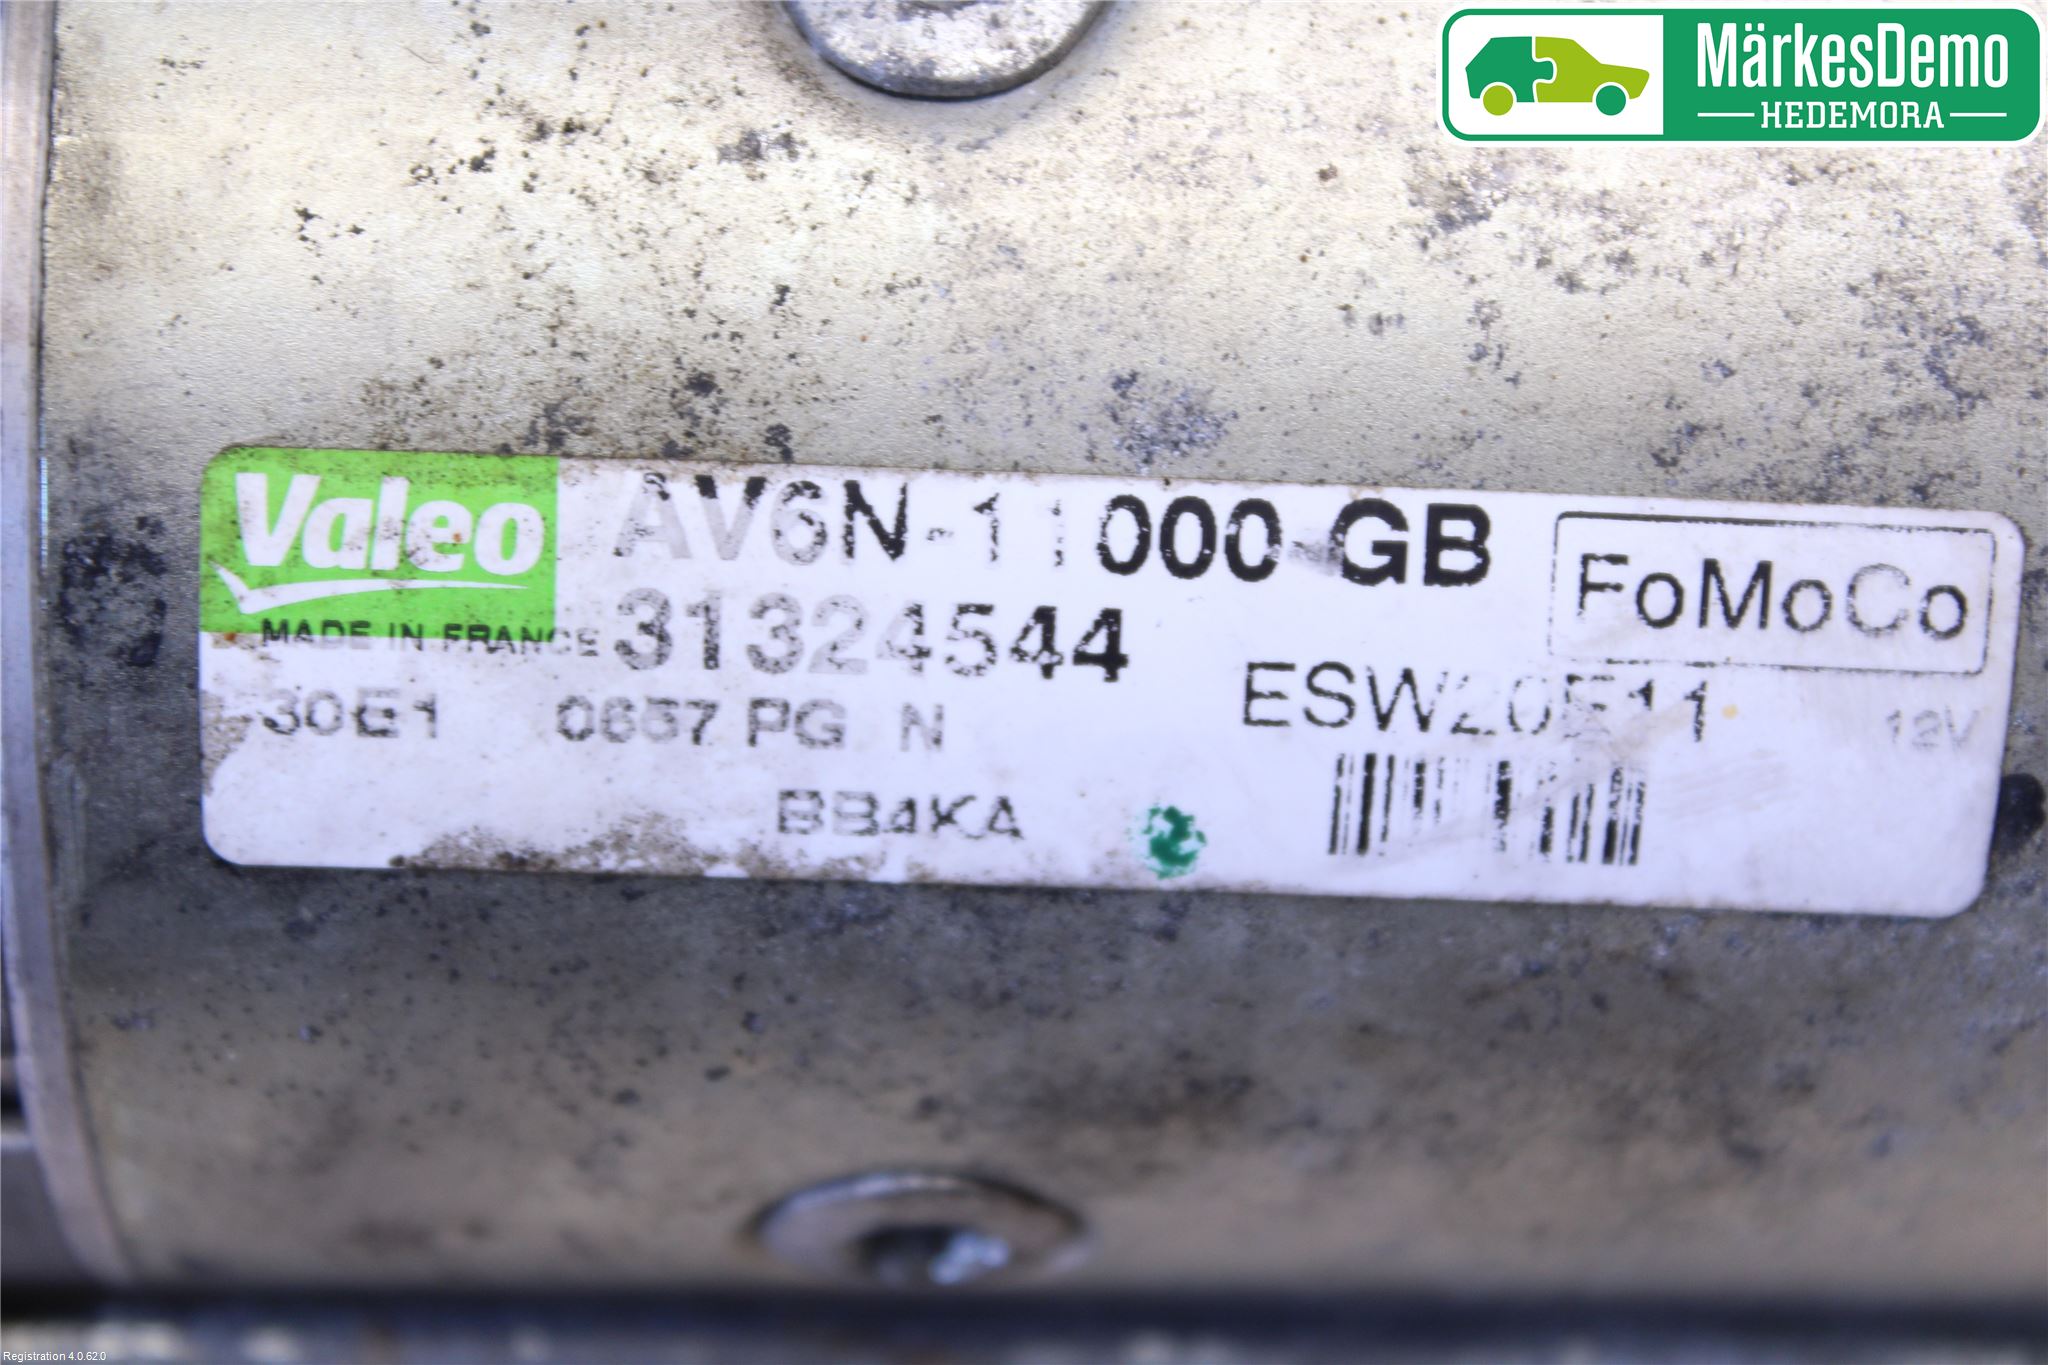 MärkesDemo
HEDEMORA
Valeo AV6N-11000-GB FoMoCo
MADE IN FRANCE 31324544
30E1 0657 PG N ESW20E11 12V
BB4KA
Registration 4.0.62.0